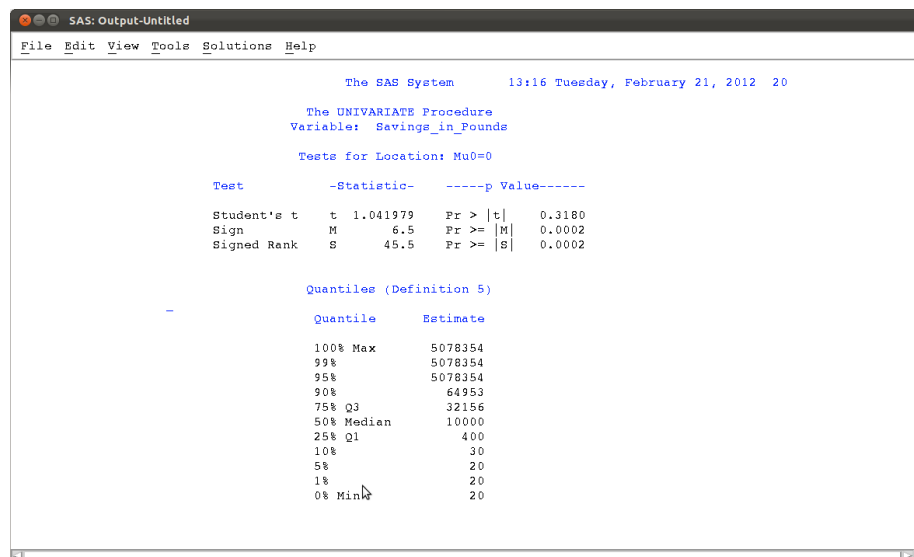 SAS: Output-Untitled
File Edit View Tools Solutions Help
The SAS System 13:16 Tuesday, February 21, 2012 20
The UNIVARIATE Procedure
Variable: Savings_in_Pounds
Tests for Location: Mu0=0
Test -Statistic- -----p Value------
Student's t t 1.041979 Pr > |t| 0.3180
Sign M 6.5 Pr >= |M| 0.0002
Signed Rank S 45.5 Pr >= |S| 0.0002
Quantiles (Definition 5)
Quantile Estimate
100% Max 5078354
99% 5078354
95% 5078354
90% 64953
75% Q3 32156
50% Median 10000
25% Q1 400
10% 30
5% 20
1% 20
0% Min 20